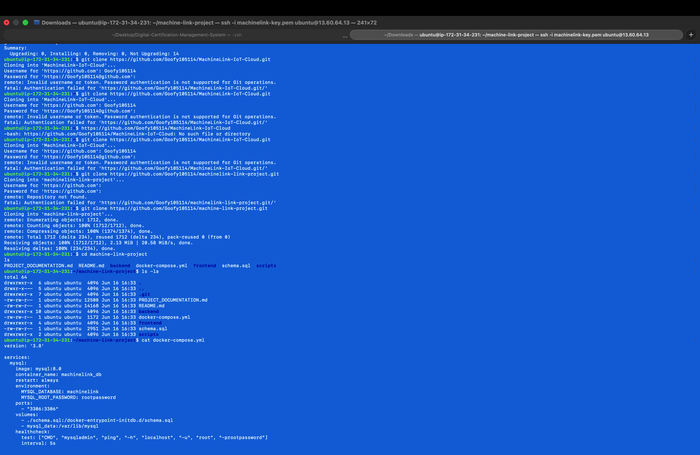 Downloads — ubuntu@ip-172-31-34-231: ~/machine-link-project — ssh -i machinelink-key.pem ubuntu@13.60.64.13 — 241×72
~/Desktop/Digital-Certification-Management-System — -zsh
... ~/Downloads — ubuntu@ip-172-31-34-231: ~/machine-link-project — ssh -i machinelink-key.pem ubuntu@13.60.64.13 +
Summary:
Upgrading: 0, Installing: 0, Removing: 0, Not Upgrading: 14
ubuntu@ip-172-31-34-231:~$ git clone https://github.com/Goofy105114/MachineLink-IoT-Cloud.git
Cloning into 'MachineLink-IoT-Cloud'...
Username for 'https://github.com': Goofy105114
Password for 'https://Goofy105114@github.com':
remote: Invalid username or token. Password authentication is not supported for Git operations.
fatal: Authentication failed for 'https://github.com/Goofy105114/MachineLink-IoT-Cloud.git/'
ubuntu@ip-172-31-34-231:~$ git clone https://github.com/Goofy105114/MachineLink-IoT-Cloud.git
Cloning into 'MachineLink-IoT-Cloud'...
Username for 'https://github.com': Goofy105114
Password for 'https://Goofy105114@github.com':
remote: Invalid username or token. Password authentication is not supported for Git operations.
fatal: Authentication failed for 'https://github.com/Goofy105114/MachineLink-IoT-Cloud.git/'
ubuntu@ip-172-31-34-231:~$ https://github.com/Goofy105114/MachineLink-IoT-Cloud
-bash: https://github.com/Goofy105114/MachineLink-IoT-Cloud: No such file or directory
ubuntu@ip-172-31-34-231:~$ git clone https://github.com/Goofy105114/MachineLink-IoT-Cloud.git
Cloning into 'MachineLink-IoT-Cloud'...
Username for 'https://github.com': Goofy105114
Password for 'https://Goofy105114@github.com':
remote: Invalid username or token. Password authentication is not supported for Git operations.
fatal: Authentication failed for 'https://github.com/Goofy105114/MachineLink-IoT-Cloud.git/'
ubuntu@ip-172-31-34-231:~$ git clone https://github.com/Goofy105114/machinelink-link-project.git
Cloning into 'machinelink-link-project'...
Username for 'https://github.com':
Password for 'https://github.com':
remote: Repository not found.
fatal: Authentication failed for 'https://github.com/Goofy105114/machinelink-link-project.git/'
ubuntu@ip-172-31-34-231:~$ git clone https://github.com/Goofy105114/machine-link-project.git
Cloning into 'machine-link-project'...
remote: Enumerating objects: 1712, done.
remote: Counting objects: 100% (1712/1712), done.
remote: Compressing objects: 100% (1374/1374), done.
remote: Total 1712 (delta 234), reused 1712 (delta 234), pack-reused 0 (from 0)
Receiving objects: 100% (1712/1712), 2.13 MiB | 20.50 MiB/s, done.
Resolving deltas: 100% (234/234), done.
ubuntu@ip-172-31-34-231:~$ cd machine-link-project
ls
PROJECT_DOCUMENTATION.md README.md backend docker-compose.yml frontend schema.sql scripts
ubuntu@ip-172-31-34-231:~/machine-link-project$ ls -la
total 64
drwxrwxr-x 6 ubuntu ubuntu 4096 Jun 16 16:33 .
drwxr-x--- 5 ubuntu ubuntu 4096 Jun 16 16:33 ..
drwxrwxr-x 7 ubuntu ubuntu 4096 Jun 16 16:33 .git
-rw-rw-r-- 1 ubuntu ubuntu 12508 Jun 16 16:33 PROJECT_DOCUMENTATION.md
-rw-rw-r-- 1 ubuntu ubuntu 14160 Jun 16 16:33 README.md
drwxrwxr-x 10 ubuntu ubuntu 4096 Jun 16 16:33 backend
-rw-rw-r-- 1 ubuntu ubuntu 1172 Jun 16 16:33 docker-compose.yml
drwxrwxr-x 4 ubuntu ubuntu 4096 Jun 16 16:33 frontend
-rw-rw-r-- 1 ubuntu ubuntu 2951 Jun 16 16:33 schema.sql
drwxrwxr-x 2 ubuntu ubuntu 4096 Jun 16 16:33 scripts
ubuntu@ip-172-31-34-231:~/machine-link-project$ cat docker-compose.yml
version: '3.8'
services:
mysql:
image: mysql:8.0
container_name: machinelink_db
restart: always
environment:
MYSQL_DATABASE: machinelink
MYSQL_ROOT_PASSWORD: rootpassword
ports:
- "3306:3306"
volumes:
- ./schema.sql:/docker-entrypoint-initdb.d/schema.sql
- mysql_data:/var/lib/mysql
healthcheck:
test: ["CMD", "mysqladmin", "ping", "-h", "localhost", "-u", "root", "-prootpassword"]
interval: 5s